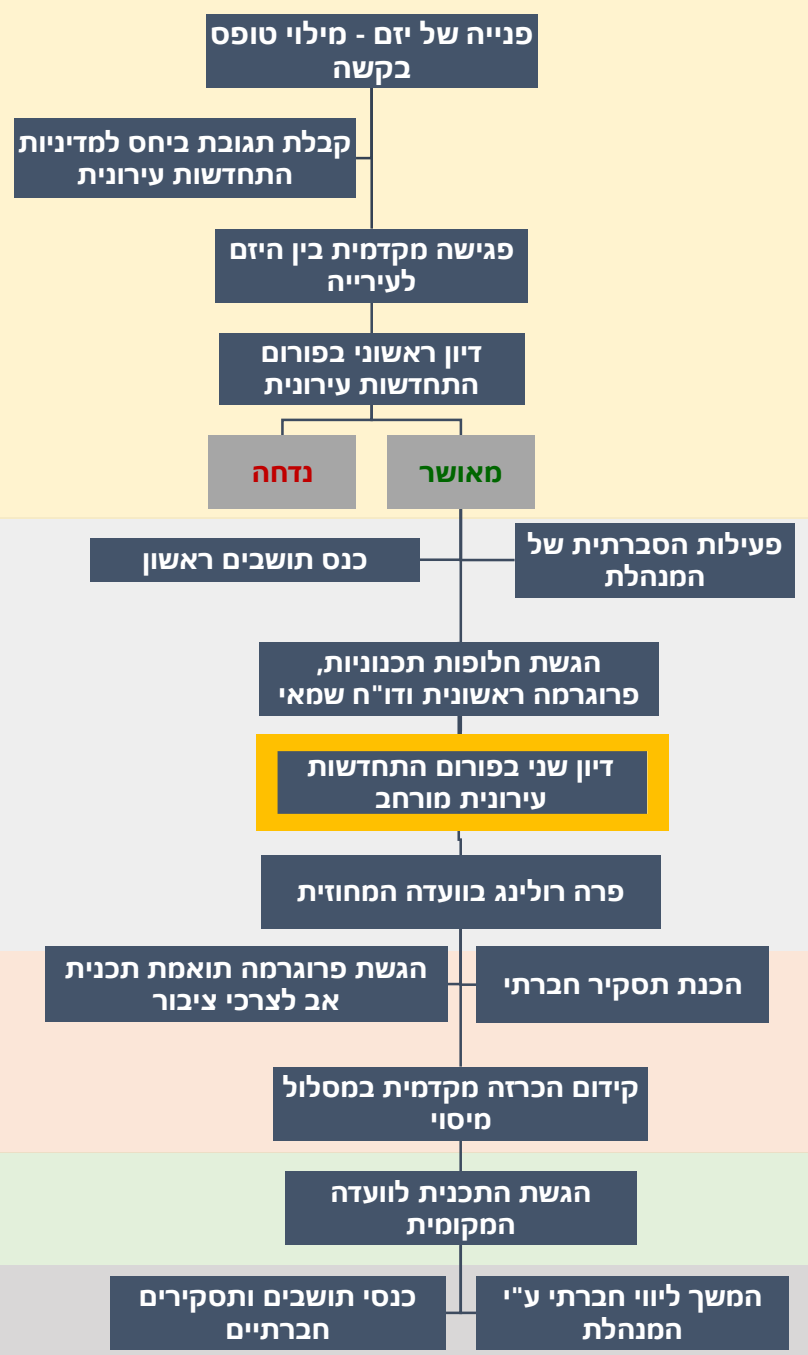 פנייה של יזם - מילוי טופס
בקשה
קבלת תגובת ביחס למדיניות
התחדשות עירונית
פגישה מקדמית בין היזם
לעירייה
דיון ראשוני בפורום
התחדשות עירונית
מאושר
נדחה
פעילות הסברתית של
המנהלת
כנס תושבים ראשון
הגשת חלופות תכנוניות,
פרוגרמה ראשונית ודו"ח שמאי
דיון שני בפורום התחדשות
עירונית מורחב
פרה רולינג בוועדה המחוזית
הכנת תסקיר חברתי
הגשת פרוגרמה תואמת תכנית
אב לצרכי ציבור
קידום הכרזה מקדמית במסלול
מיסוי
הגשת התכנית לוועדה
המקומית
המשך ליווי חברתי ע"י
המנהלת
כנסי תושבים ותסקירים
חברתיים